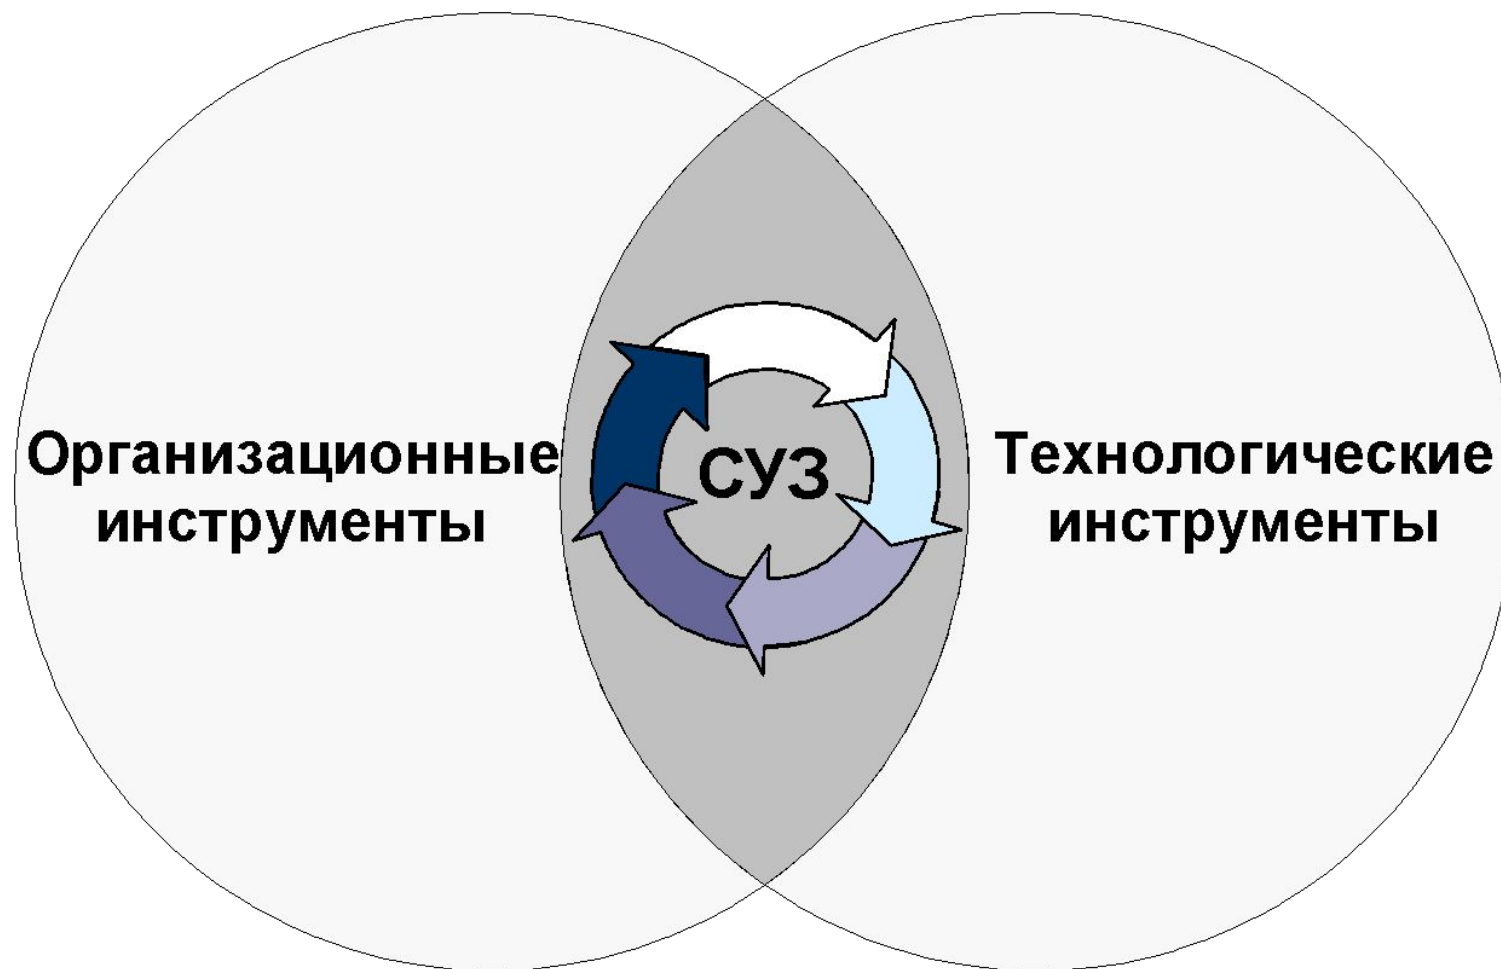 Организационные
инструменты
СУЗ
Технологические
инструменты